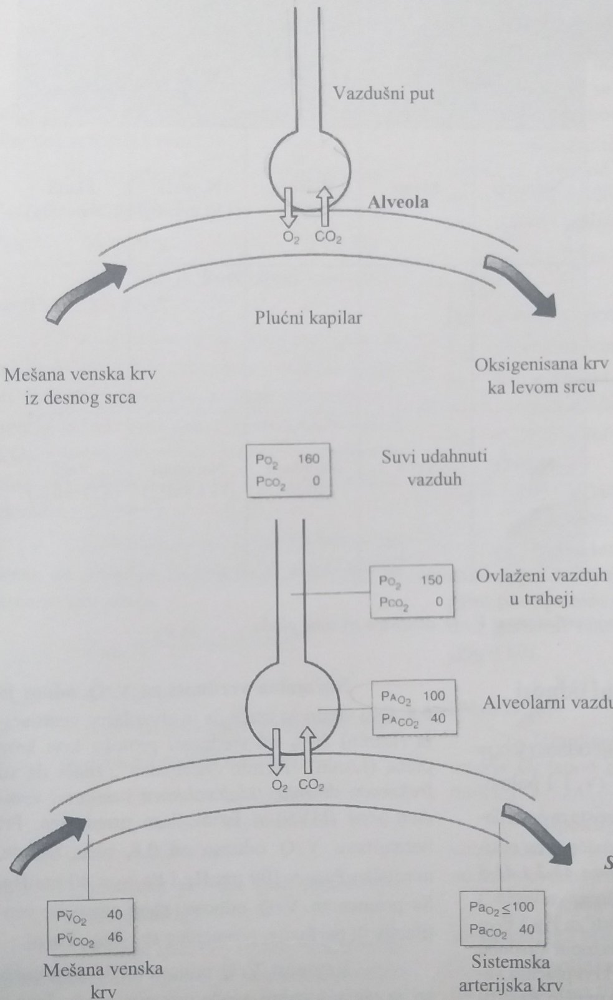 Vazdušni put
Alveola
O₂ CO₂
Plućni kapilar
Mešana venska krv
iz desnog srca
Oksigenisana krv
ka levom srcu
PO₂ 160
PCO₂ 0
Suvi udahnuti
vazduh
PO₂ 150
PCO₂ 0
Ovlaženi vazduh
u traheji
PAO₂ 100
PACO₂ 40
Alveolarni vazdu
O₂ CO₂
S
Pv̄O₂ 40
Pv̄CO₂ 46
Mešana venska
krv
PaO₂ ≤100
PaCO₂ 40
Sistemska
arterijska krv